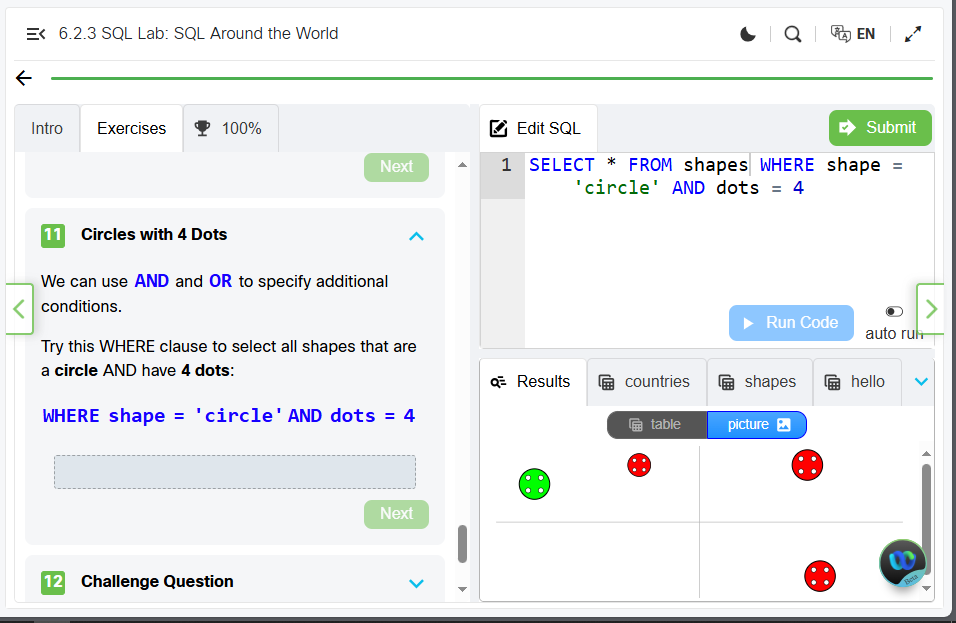 6.2.3 SQL Lab: SQL Around the World
EN
Intro
Exercises
100%
Next
11 Circles with 4 Dots
We can use AND and OR to specify additional
conditions.
Try this WHERE clause to select all shapes that are
a circle AND have 4 dots:
WHERE shape = 'circle' AND dots = 4
Next
12 Challenge Question
Edit SQL
Submit
1 SELECT * FROM shapes WHERE shape =
'circle' AND dots = 4
Run Code
auto run
Results
countries
shapes
hello
table
picture
Beta